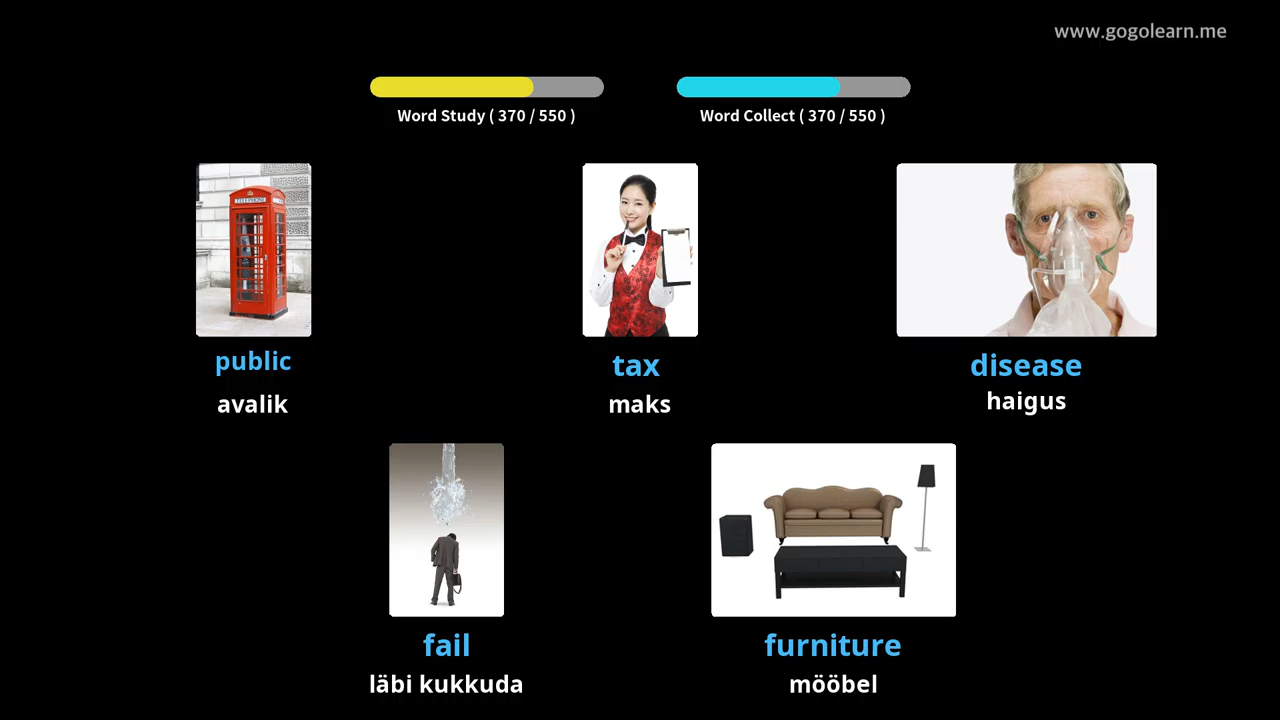 www.gogolearn.me
Word Study ( 370 / 550 )
Word Collect ( 370 / 550 )
TELEPHONE
public
avalik
tax
maks
disease
haigus
fail
läbi kukkuda
furniture
mööbel